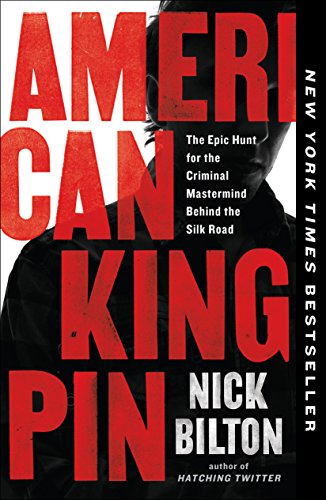 AMERI
CAN
KING
PIN
The Epic Hunt
for the
Criminal
Mastermind
Behind the
Silk Road
NICK
BILTON
author of
HATCHING TWITTER
NEW YORK TIMES BESTSELLER